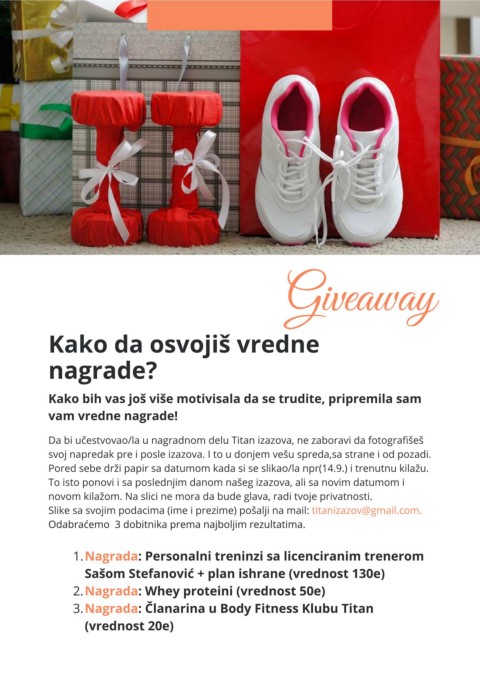 Giveaway
Kako da osvojiš vredne
nagrade?
Kako bih vas još više motivisala da se trudite, pripremila sam
vam vredne nagrade!
Da bi učestvovao/la u nagradnom delu Titan izazova, ne zaboravi da fotografišeš
svoj napredak pre i posle izazova. I to u donjem vešu spreda,sa strane i od pozadi.
Pored sebe drži papir sa datumom kada si se slikao/la npr(14.9.) i trenutnu kilažu.
To isto ponovi i sa poslednjim danom našeg izazova, ali sa novim datumom i
novom kilažom. Na slici ne mora da bude glava, radi tvoje privatnosti.
Slike sa svojim podacima (ime i prezime) pošalji na mail: titanizazov@gmail.com.
Odabraćemo 3 dobitnika prema najboljim rezultatima.
1. Nagrada: Personalni treninzi sa licenciranim trenerom
Sašom Stefanović + plan ishrane (vrednost 130e)
2. Nagrada: Whey proteini (vrednost 50e)
3. Nagrada: Članarina u Body Fitness Klubu Titan
(vrednost 20e)